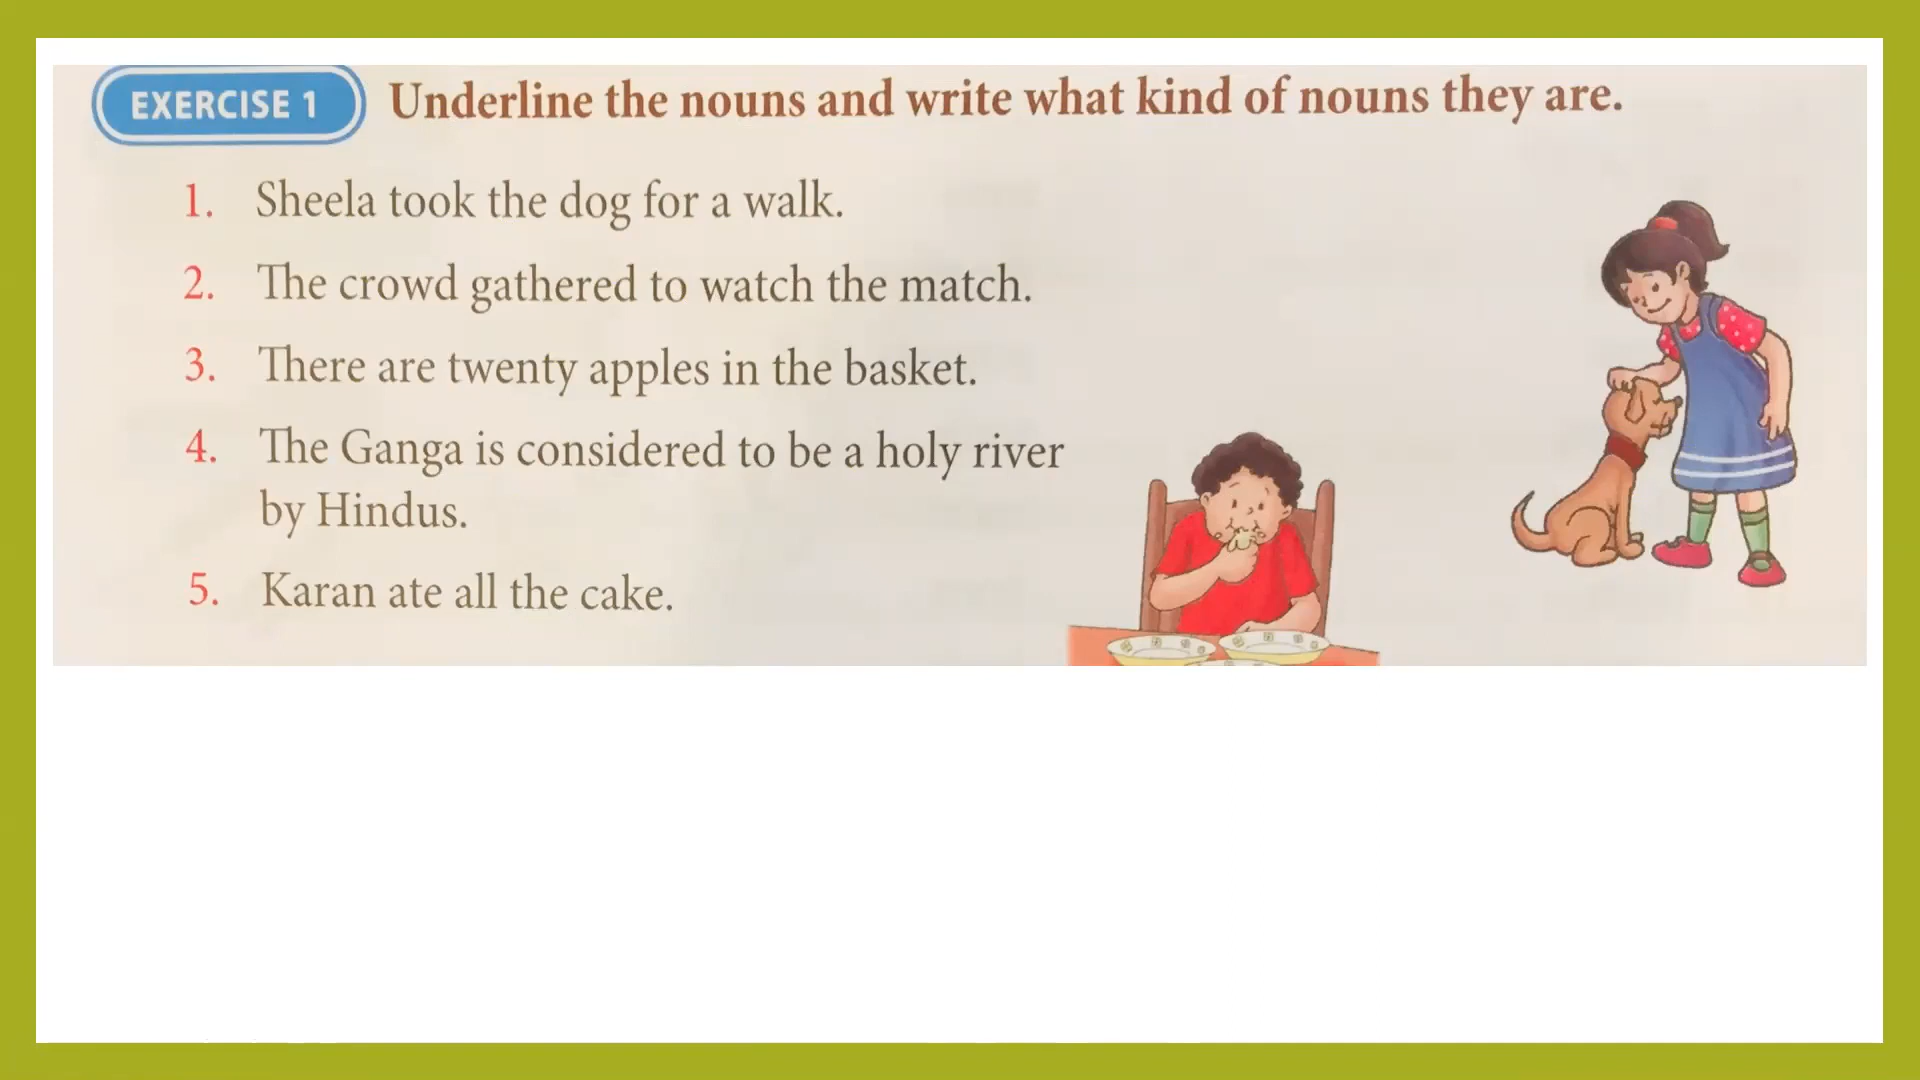 EXERCISE 1 Underline the nouns and write what kind of nouns they are.
1. Sheela took the dog for a walk.
2. The crowd gathered to watch the match.
3. There are twenty apples in the basket.
4. The Ganga is considered to be a holy river
by Hindus.
5. Karan ate all the cake.